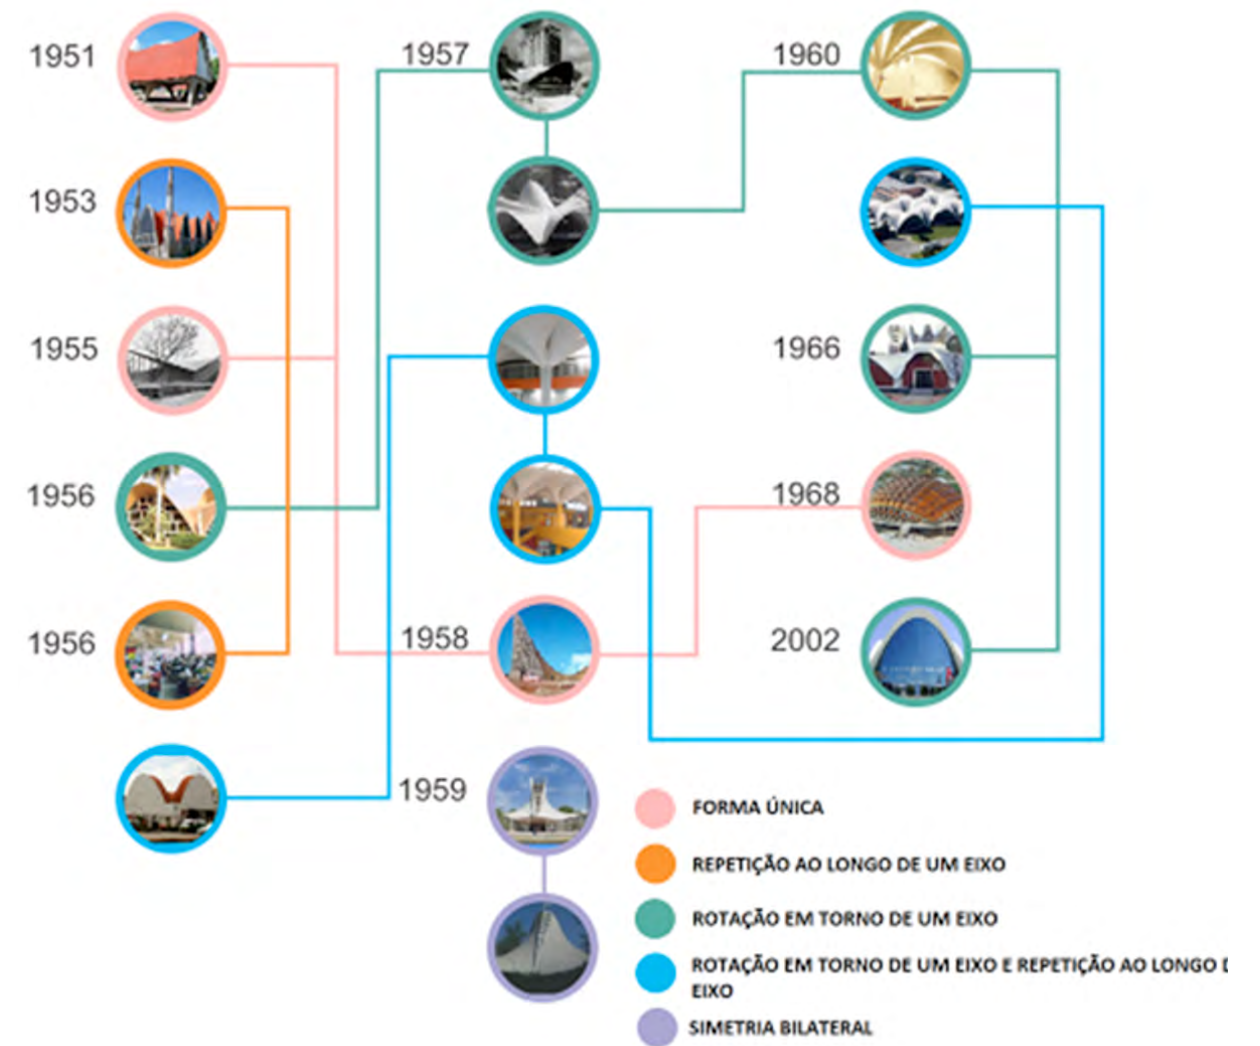 1951
1953
1955
1956
1956
1957
1958
1959
1960
1966
1968
2002
FORMA ÚNICA
REPETIÇÃO AO LONGO DE UM EIXO
ROTAÇÃO EM TORNO DE UM EIXO
ROTAÇÃO EM TORNO DE UM EIXO E REPETIÇÃO AO LONGO
EIXO
SIMETRIA BILATERAL